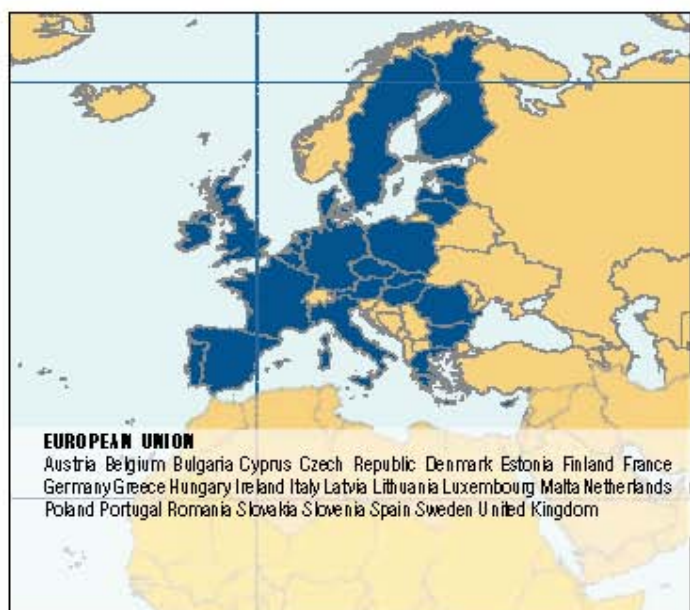 EUROPEAN UNION
Austria Belgium Bulgaria Cyprus Czech Republic Denmark Estonia Finland France
Germany Greece Hungary Ireland Italy Latvia Lithuania Luxembourg Malta Netherlands
Poland Portugal Romania Slovakia Slovenia Spain Sweden United Kingdom